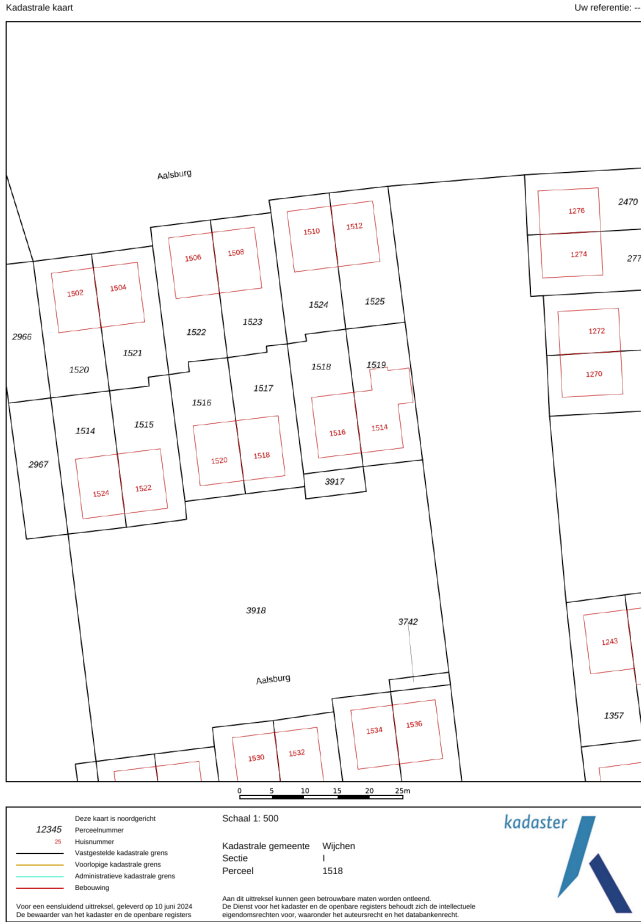 Kadastrale kaart
Uw referentie: --
Aalsburg
2470
1276
1510
1512
1506
1508
1274
277
1502
1504
1524
1525
1523
1522
1272
2966
1521
1520
1518
1519
1270
1517
1516
1514
1515
1516
1514
2967
1520
1518
3917
1524
1522
3918
3742
1243
Aalsburg
1357
1534
1536
1530
1532
0 5 10 15 20 25m
Deze kaart is noordgericht
12345 Perceelnummer
25 Huisnummer
Vastgestelde kadastrale grens
Voorlopige kadastrale grens
Administratieve kadastrale grens
Bebouwing
Voor een eensluidend uittreksel, geleverd op 10 juni 2024
De bewaarder van het kadaster en de openbare registers
Schaal 1: 500
Kadastrale gemeente Wijchen
Sectie I
Perceel 1518
Aan dit uittreksel kunnen geen betrouwbare maten worden ontleend.
De Dienst voor het kadaster en de openbare registers behoudt zich de intellectuele
eigendomsrechten voor, waaronder het auteursrecht en het databankenrecht.
kadaster